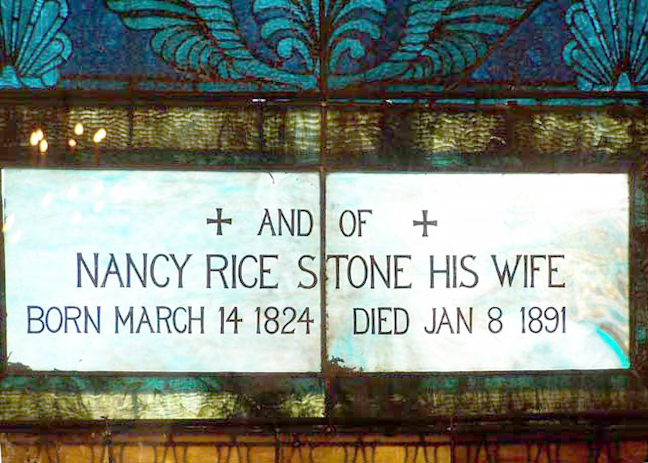 ✠ AND OF ✠
NANCY RICE STONE HIS WIFE
BORN MARCH 14 1824 DIED JAN 8 1891